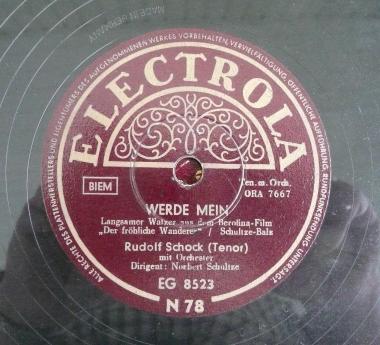 MADE IN GERMANY
ALLE RECHTE DES PLATTENHERSTELLERS UND EIGENTÜMERS DES AUFGENOMMENEN WERKES VORBEHALTEN, VERVIELFÄLTIGUNG, ÖFFENTLICHE AUFFÜHRUNG, RUNDFUNKSENDUNG UNTERSAGT.
ELECTROLA
BIEM
Ten. m. Orch.
ORA 7667
WERDE MEIN
Langsamer Walzer aus dem Berolina-Film
„Der fröhliche Wanderer" / Schultze-Balz
Rudolf Schock (Tenor)
mit Orchester
Dirigent: Norbert Schultze
EG 8523
N 78